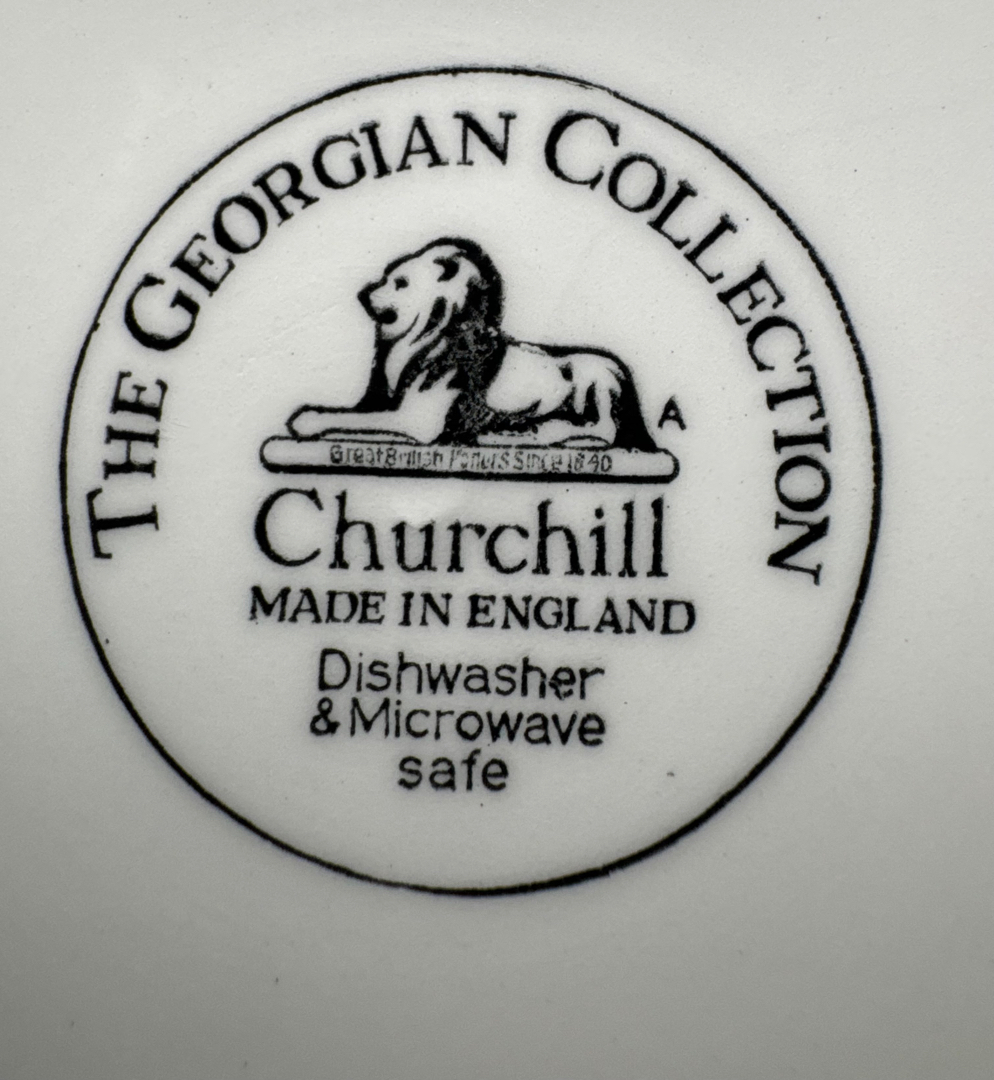 THE GEORGIAN COLLECTION
A
Great British Potters Since 1840
Churchill
MADE IN ENGLAND
Dishwasher
& Microwave
safe